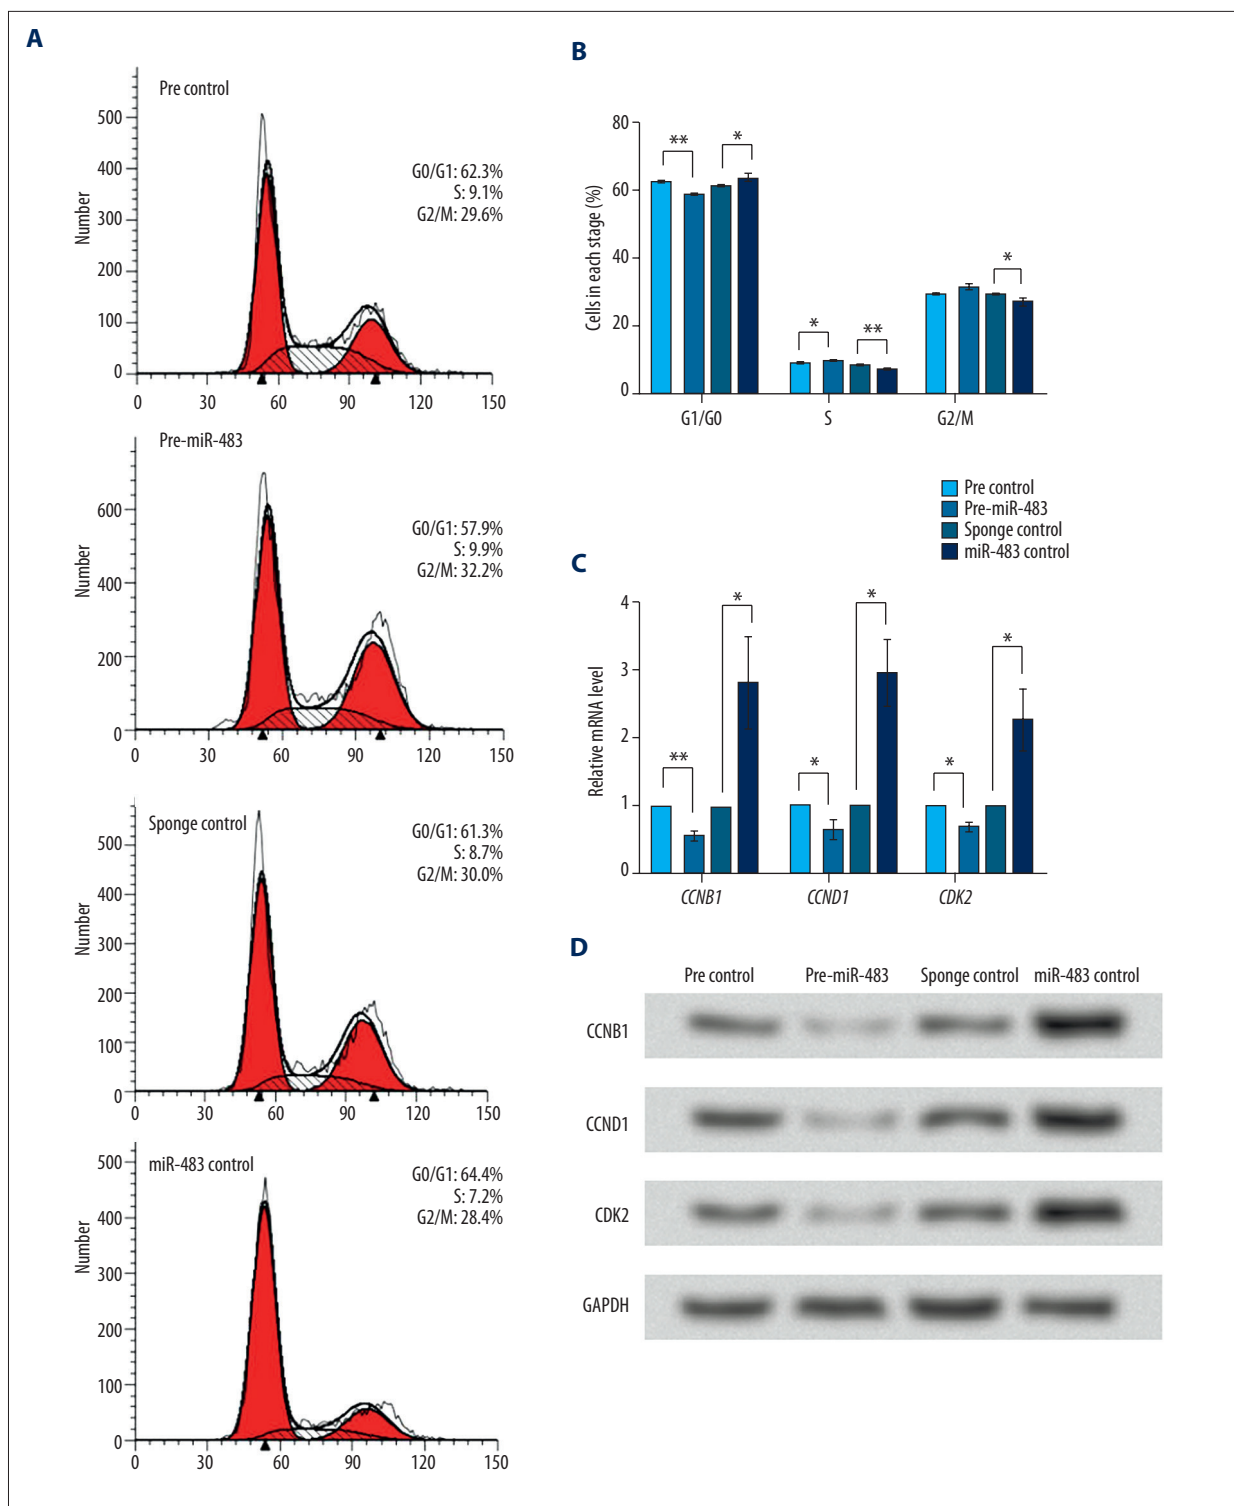 A
Pre control
G0/G1: 62.3%
S: 9.1%
G2/M: 29.6%
Number
500
400
300
200
100
0
0 30 60 90 120 150
Pre-miR-483
G0/G1: 57.9%
S: 9.9%
G2/M: 32.2%
Number
600
400
200
0
0 30 60 90 120 150
Sponge control
G0/G1: 61.3%
S: 8.7%
G2/M: 30.0%
Number
500
400
300
200
100
0
0 30 60 90 120 150
miR-483 control
G0/G1: 64.4%
S: 7.2%
G2/M: 28.4%
Number
500
400
300
200
100
0
0 30 60 90 120 150
B
Cells in each stage (%)
80
60
40
20
0
** *
* **
*
G1/G0 S G2/M
Pre control
Pre-miR-483
Sponge control
miR-483 control
C
Relative mRNA level
4
3
2
1
0
** *
* *
* *
CCNB1 CCND1 CDK2
D
Pre control Pre-miR-483 Sponge control miR-483 control
CCNB1
CCND1
CDK2
GAPDH